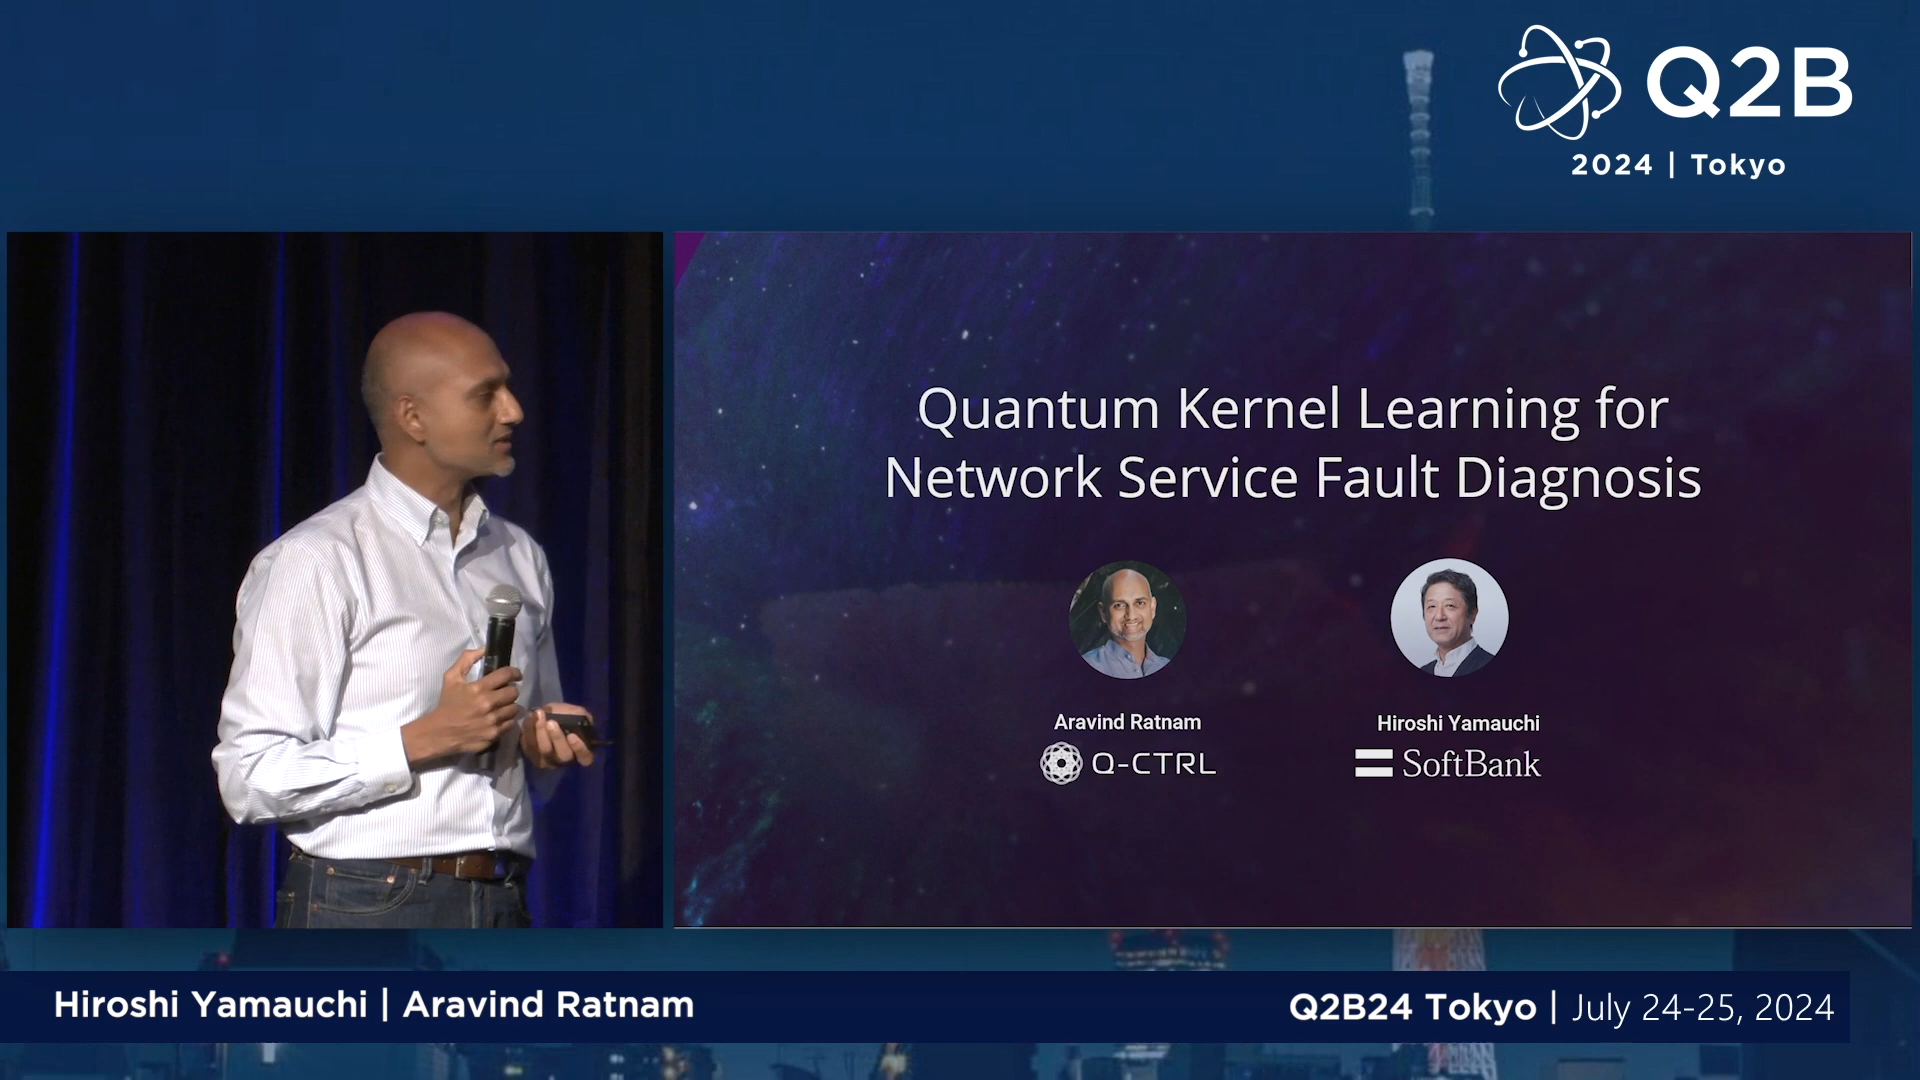 Q2B
2024 | Tokyo
Quantum Kernel Learning for
Network Service Fault Diagnosis
Aravind Ratnam
Hiroshi Yamauchi
Q-CTRL
SoftBank
Hiroshi Yamauchi | Aravind Ratnam
Q2B24 Tokyo | July 24-25, 2024